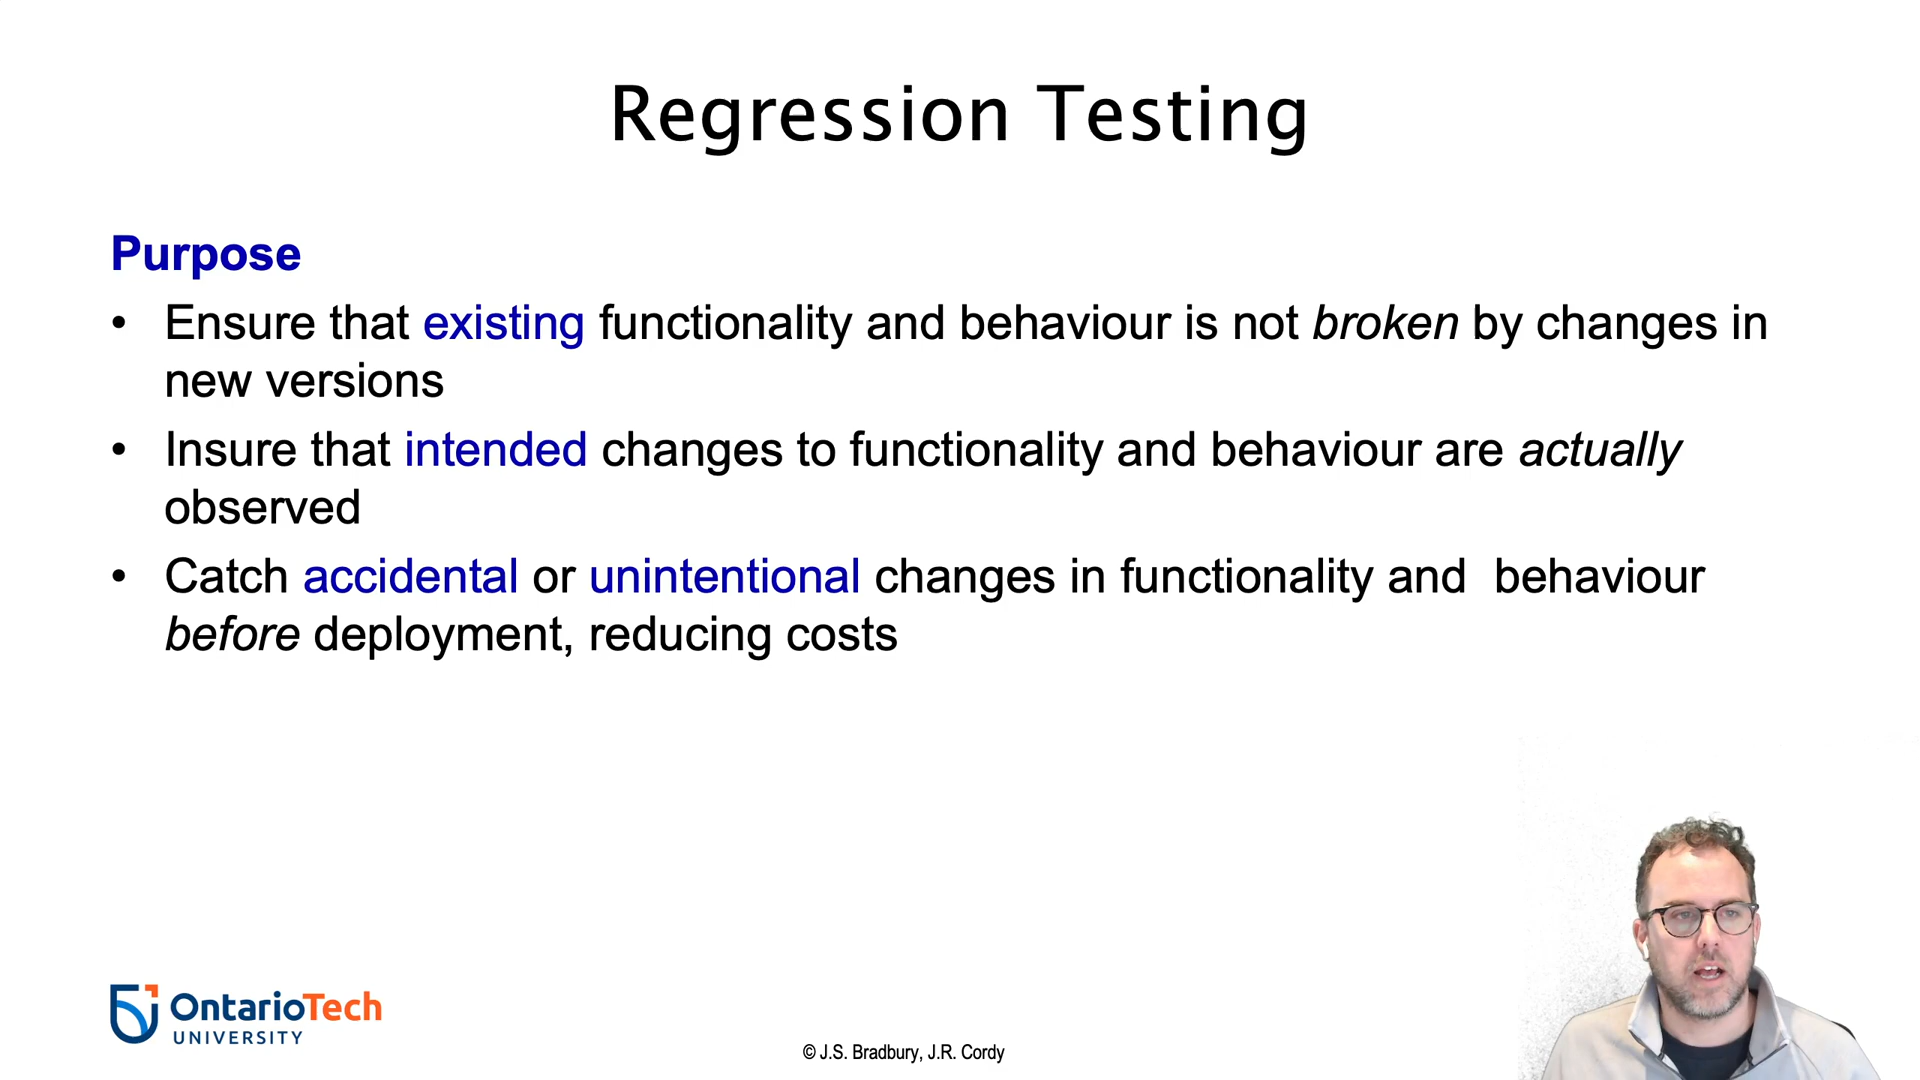 Regression Testing
Purpose
• Ensure that existing functionality and behaviour is not broken by changes in
new versions
• Insure that intended changes to functionality and behaviour are actually
observed
• Catch accidental or unintentional changes in functionality and  behaviour
before deployment, reducing costs
OntarioTech
UNIVERSITY
© J.S. Bradbury, J.R. Cordy